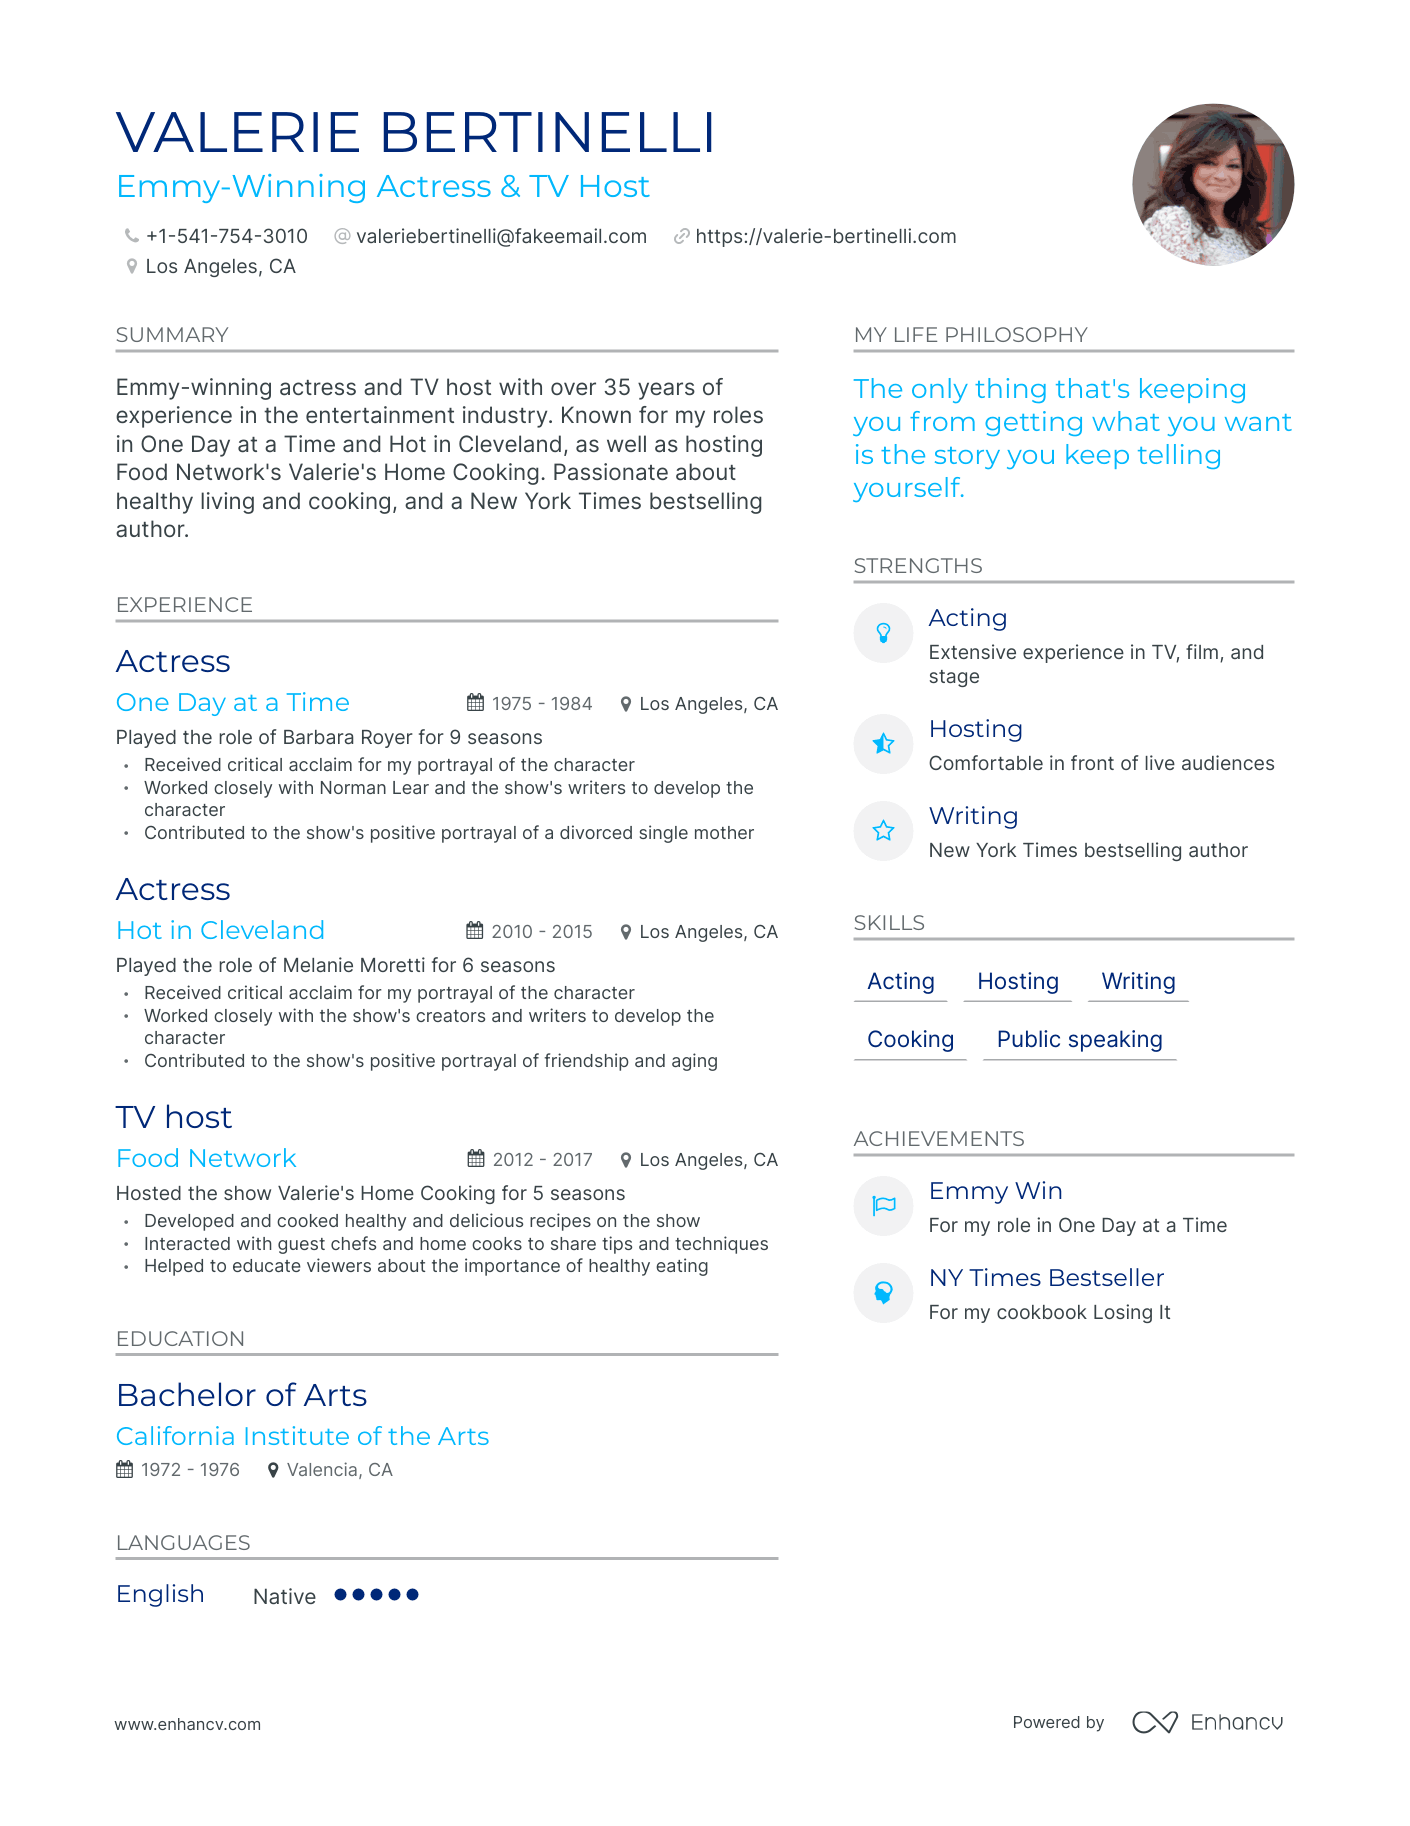 VALERIE BERTINELLI
Emmy-Winning Actress & TV Host
+1-541-754-3010 @ valeriebertinelli@fakeemail.com https://valerie-bertinelli.com
Los Angeles, CA
SUMMARY
Emmy-winning actress and TV host with over 35 years of
experience in the entertainment industry. Known for my roles
in One Day at a Time and Hot in Cleveland, as well as hosting
Food Network's Valerie's Home Cooking. Passionate about
healthy living and cooking, and a New York Times bestselling
author.
EXPERIENCE
Actress
One Day at a Time 1975 - 1984 Los Angeles, CA
Played the role of Barbara Royer for 9 seasons
• Received critical acclaim for my portrayal of the character
• Worked closely with Norman Lear and the show's writers to develop the
character
• Contributed to the show's positive portrayal of a divorced single mother
Actress
Hot in Cleveland 2010 - 2015 Los Angeles, CA
Played the role of Melanie Moretti for 6 seasons
• Received critical acclaim for my portrayal of the character
• Worked closely with the show's creators and writers to develop the
character
• Contributed to the show's positive portrayal of friendship and aging
TV host
Food Network 2012 - 2017 Los Angeles, CA
Hosted the show Valerie's Home Cooking for 5 seasons
• Developed and cooked healthy and delicious recipes on the show
• Interacted with guest chefs and home cooks to share tips and techniques
• Helped to educate viewers about the importance of healthy eating
EDUCATION
Bachelor of Arts
California Institute of the Arts
1972 - 1976 Valencia, CA
LANGUAGES
English Native
MY LIFE PHILOSOPHY
The only thing that's keeping
you from getting what you want
is the story you keep telling
yourself.
STRENGTHS
Acting
Extensive experience in TV, film, and
stage
Hosting
Comfortable in front of live audiences
Writing
New York Times bestselling author
SKILLS
Acting Hosting Writing
Cooking Public speaking
ACHIEVEMENTS
Emmy Win
For my role in One Day at a Time
NY Times Bestseller
For my cookbook Losing It
www.enhancv.com
Powered by Enhancv